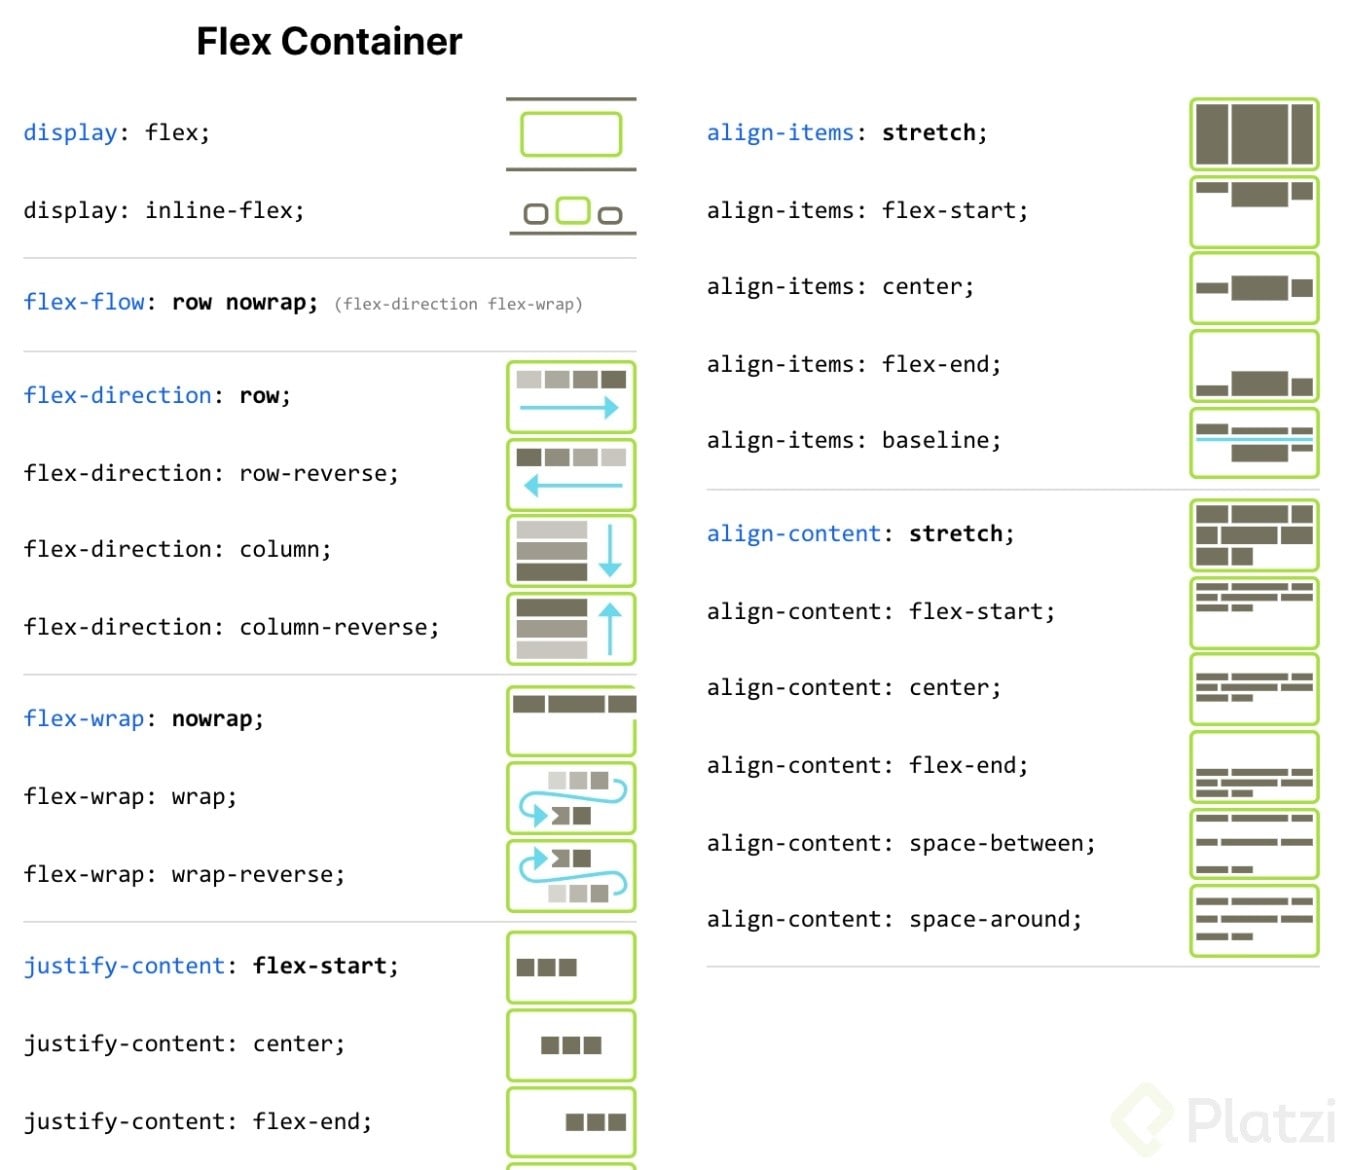 Flex Container
display: flex;
display: inline-flex;
flex-flow: row nowrap; (flex-direction flex-wrap)
flex-direction: row;
flex-direction: row-reverse;
flex-direction: column;
flex-direction: column-reverse;
flex-wrap: nowrap;
flex-wrap: wrap;
flex-wrap: wrap-reverse;
justify-content: flex-start;
justify-content: center;
justify-content: flex-end;
align-items: stretch;
align-items: flex-start;
align-items: center;
align-items: flex-end;
align-items: baseline;
align-content: stretch;
align-content: flex-start;
align-content: center;
align-content: flex-end;
align-content: space-between;
align-content: space-around;
Platzi